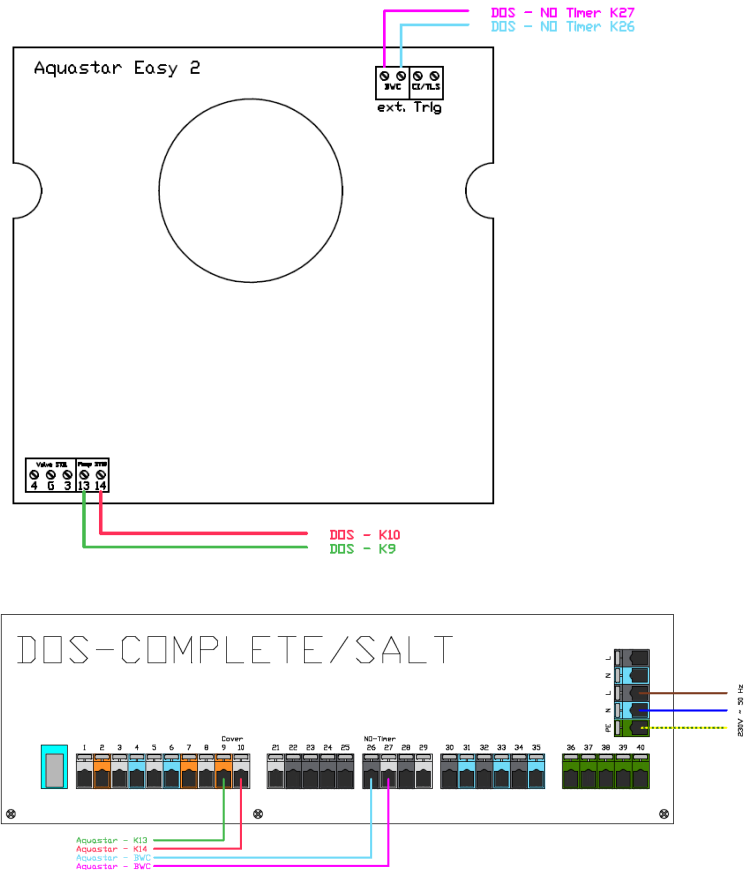 DOS - NO Timer K27
DOS - NO Timer K26
Aquastar Easy 2
BWC CI/TLS
ext. Trig
Valve ST11
4 G 3 13 14
DOS - K10
DOS - K9
DOS-COMPLETE/SALT
L
N
L
N
PE
230V - 50 Hz
Cover
NO-Timer
1 2 3 4 5 6 7 8 9 10 21 22 23 24 25 26 27 28 29 30 31 32 33 34 35 36 37 38 39 40
Aquastar - K13
Aquastar - K14
Aquastar - BWC
Aquastar - BWC